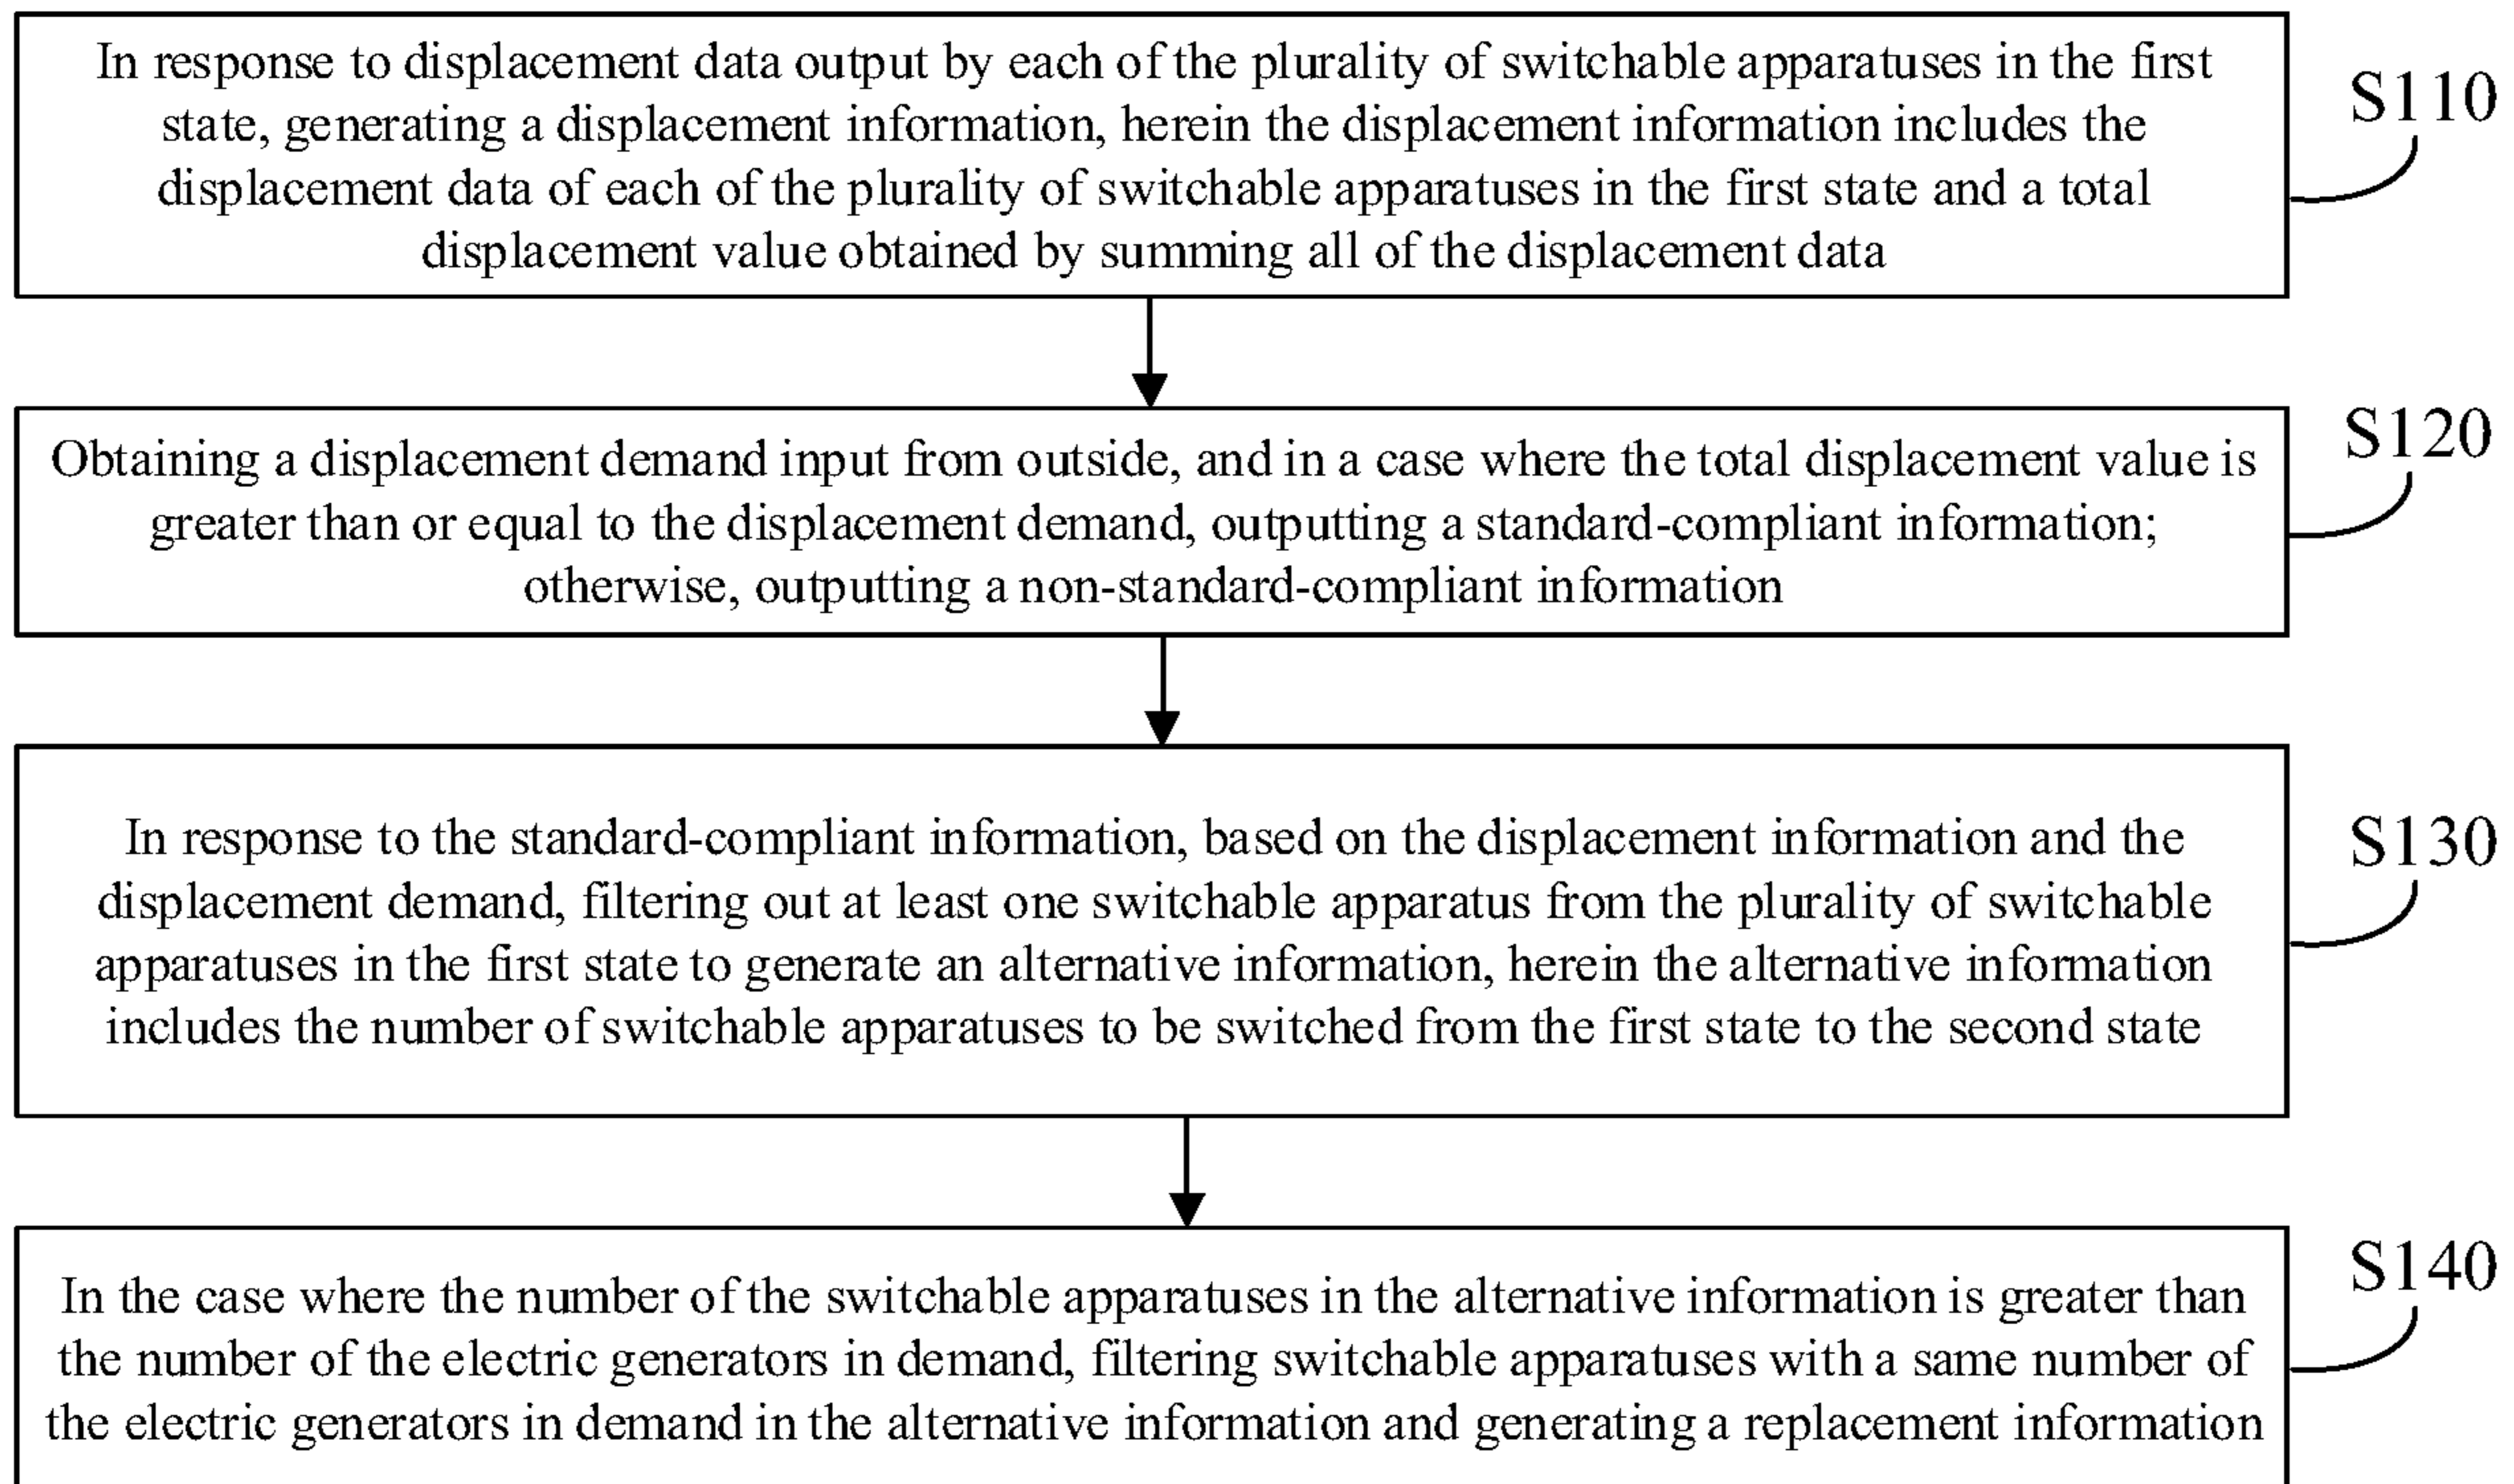 In response to displacement data output by each of the plurality of switchable apparatuses in the first
state, generating a displacement information, herein the displacement information includes the
displacement data of each of the plurality of switchable apparatuses in the first state and a total
displacement value obtained by summing all of the displacement data
S110
Obtaining a displacement demand input from outside, and in a case where the total displacement value is
greater than or equal to the displacement demand, outputting a standard-compliant information;
otherwise, outputting a non-standard-compliant information
S120
In response to the standard-compliant information, based on the displacement information and the
displacement demand, filtering out at least one switchable apparatus from the plurality of switchable
apparatuses in the first state to generate an alternative information, herein the alternative information
includes the number of switchable apparatuses to be switched from the first state to the second state
S130
In the case where the number of the switchable apparatuses in the alternative information is greater than
the number of the electric generators in demand, filtering switchable apparatuses with a same number of
the electric generators in demand in the alternative information and generating a replacement information
S140